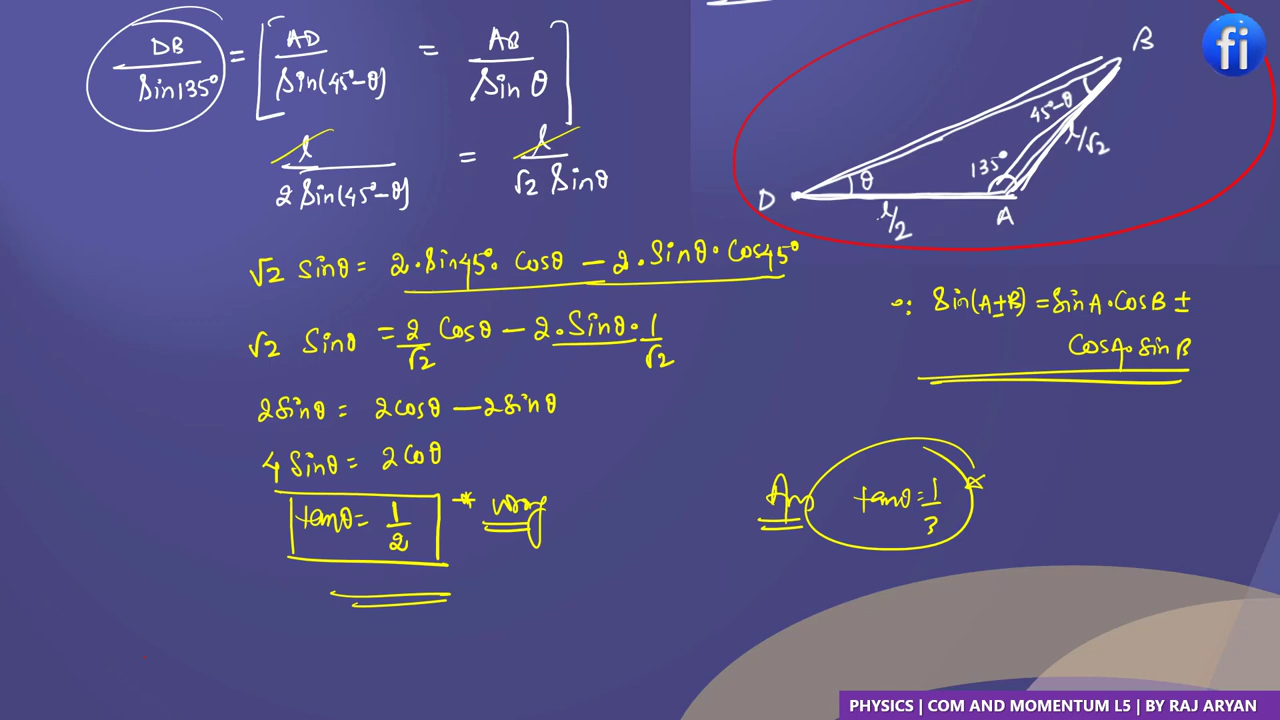 DB/Sin135° = [AD/Sin(45°-θ) = AB/Sin θ]
l/2 Sin(45°-θ) = l/√2 Sinθ
√2 Sinθ = 2·Sin45°·Cosθ - 2·Sinθ·Cos45°
√2 Sinθ = 2/√2 Cosθ - 2·Sinθ·1/√2
2Sinθ = 2cosθ - 2Sinθ
4Sinθ = 2Cosθ
tanθ = 1/2 * wrong
fi
B
45°-θ
l/√2
135°
θ
D
l/2
A
∵ Sin(A±B) = SinA·CosB ±
CosA·SinB
Ans tanθ = 1/3
PHYSICS | COM AND MOMENTUM L5 | BY RAJ ARYAN